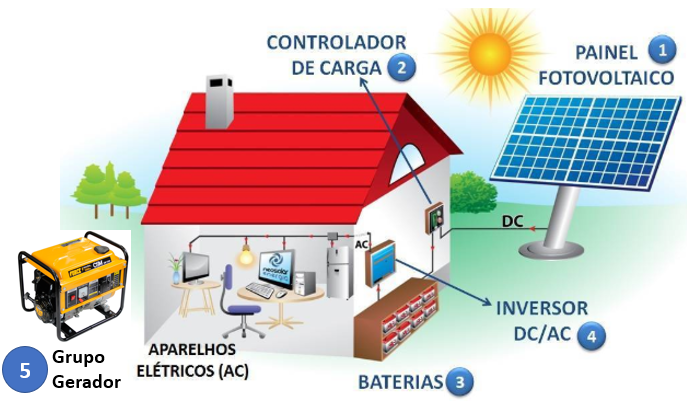 CONTROLADOR
DE CARGA 2
PAINEL 1
FOTOVOLTAICO
DC
AC
neosolar
energia
INVERSOR
DC/AC 4
APARELHOS
ELÉTRICOS (AC)
BATERIAS 3
5 Grupo
Gerador